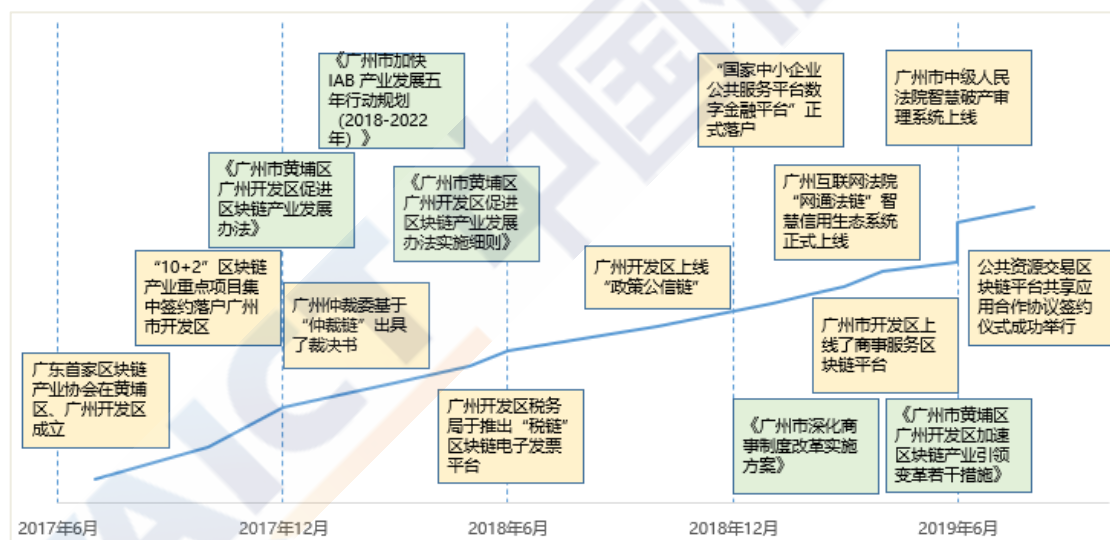 《广州市加快
IAB 产业发展五
年行动规划
（2018-2022
年）》
“国家中小企业
公共服务平台数
字金融平台”正
式落户
广州市中级人民
法院智慧破产审
理系统上线
《广州市黄埔区
广州开发区促进
区块链产业发展
办法》
《广州市黄埔区
广州开发区促进
区块链产业发展
办法实施细则》
广州互联网法院
“网通法链”智
慧信用生态系统
正式上线
“10+2”区块链
产业重点项目集
中签约落户广州
市开发区
广州仲裁委基于
“仲裁链”出具
了裁决书
广州开发区上线
“政策公信链”
公共资源交易区
块链平台共享应
用合作协议签约
仪式成功举行
广东首家区块链
产业协会在黄埔
区、广州开发区
成立
广州市开发区上
线了商事服务区
块链平台
广州开发区税务
局于推出“税链”
区块链电子发票
平台
《广州市深化商
事制度改革实施
方案》
《广州市黄埔区
广州开发区加速
区块链产业引领
变革若干措施》
2017年6月
2017年12月
2018年6月
2018年12月
2019年6月